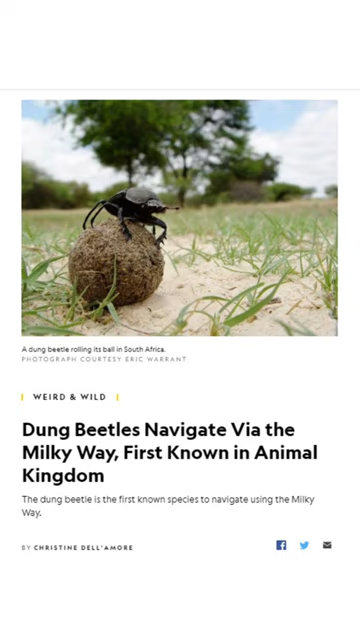 A dung beetle rolling its ball in South Africa.
PHOTOGRAPH COURTESY ERIC WARRANT
WEIRD & WILD
Dung Beetles Navigate Via the
Milky Way, First Known in Animal
Kingdom
The dung beetle is the first known species to navigate using the Milky
Way.
BY CHRISTINE DELL'AMORE